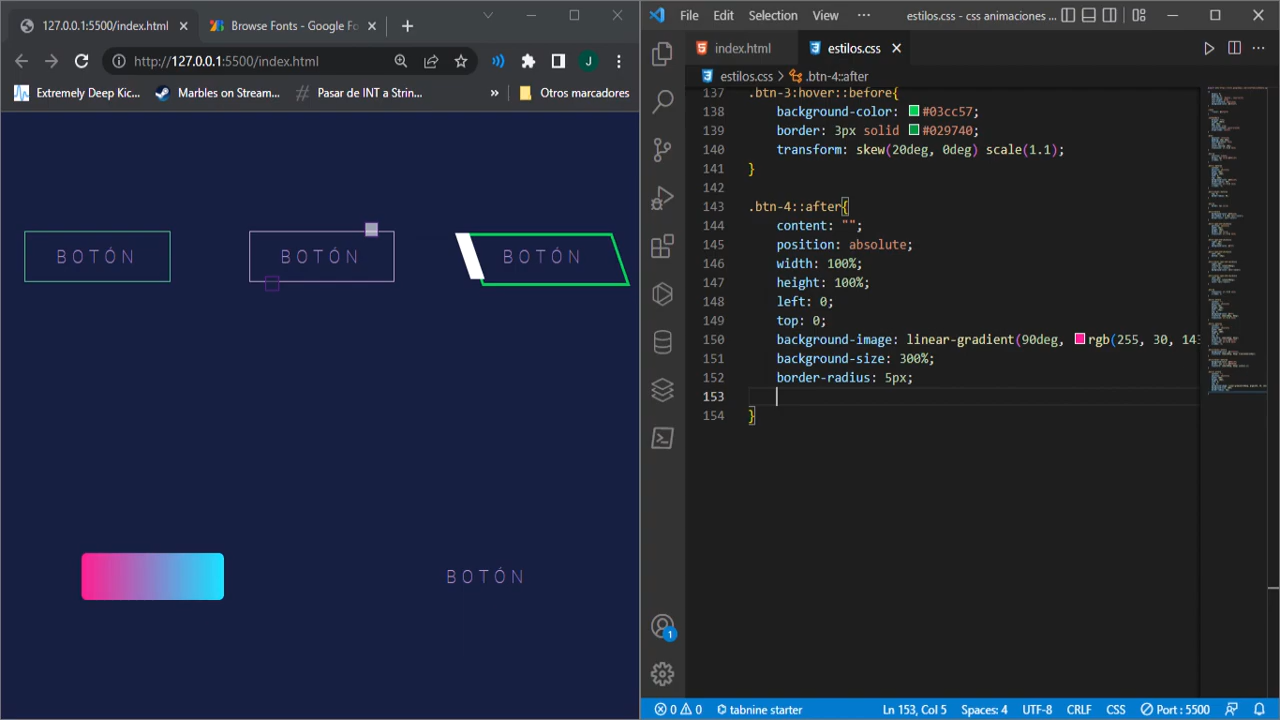 127.0.0.1:5500/index.html
Browse Fonts - Google Fo
http://127.0.0.1:5500/index.html
J
Extremely Deep Kic...
Marbles on Stream...
Pasar de INT a Strin...
»
Otros marcadores
BOTÓN
BOTÓN
BOTÓN
BOTÓN
File Edit Selection View ···
estilos.css - css animaciones ...
index.html
estilos.css
estilos.css > .btn-4::after
137 .btn-3:hover::before{
138 background-color: #03cc57;
139 border: 3px solid #029740;
140 transform: skew(20deg, 0deg) scale(1.1);
141 }
142
143 .btn-4::after{
144 content: "";
145 position: absolute;
146 width: 100%;
147 height: 100%;
148 left: 0;
149 top: 0;
150 background-image: linear-gradient(90deg, rgb(255, 30, 143
151 background-size: 300%;
152 border-radius: 5px;
153
154 }
1
0 0 tabnine starter
Ln 153, Col 5 Spaces: 4 UTF-8 CRLF CSS Port : 5500